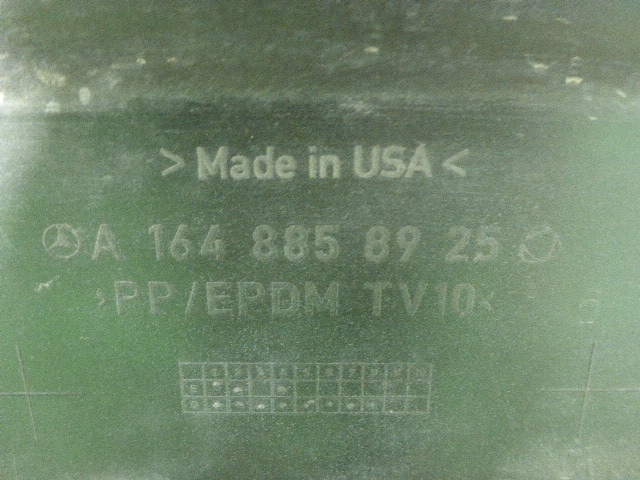 > Made in USA <
A 164 885 89 25
>PP/EPDM TV10<